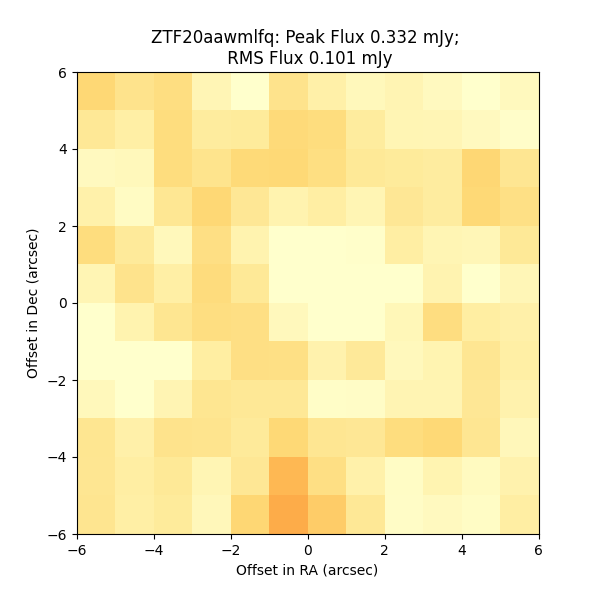 ZTF20aawmlfq: Peak Flux 0.332 mJy;
RMS Flux 0.101 mJy
6
4
2
0
−2
−4
−6
Offset in Dec (arcsec)
−6 −4 −2 0 2 4 6
Offset in RA (arcsec)